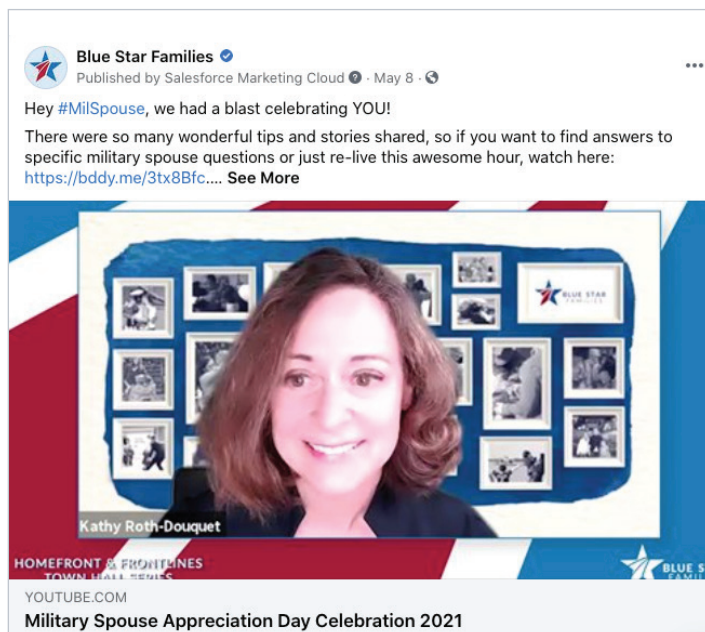 Blue Star Families
Published by Salesforce Marketing Cloud · May 8 ·
Hey #MilSpouse, we had a blast celebrating YOU!
There were so many wonderful tips and stories shared, so if you want to find answers to
specific military spouse questions or just re-live this awesome hour, watch here:
https://bddy.me/3tx8Bfc.... See More
BLUE STAR
FAMILIES
Kathy Roth-Douquet
HOMEFRONT & FRONTLINES
TOWN HALL SERIES
BLUE S
FAMIL
YOUTUBE.COM
Military Spouse Appreciation Day Celebration 2021